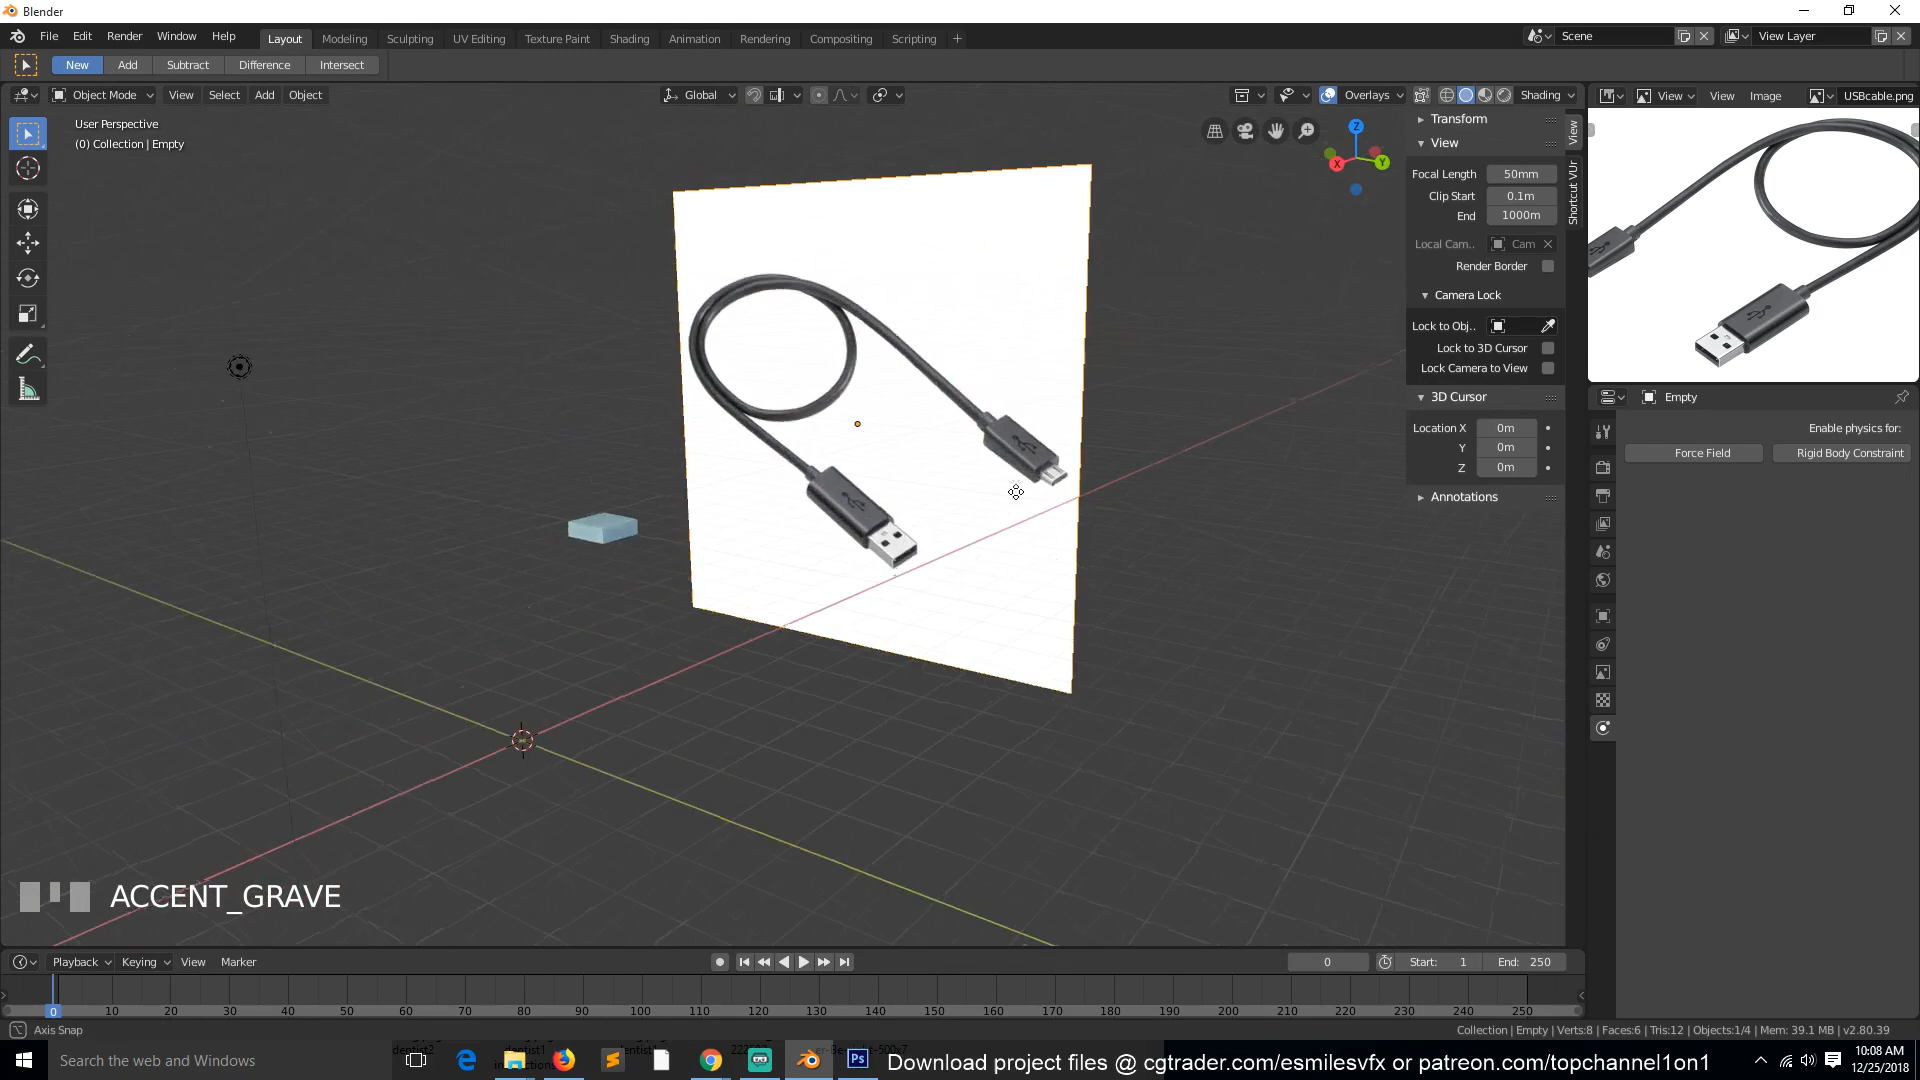 Blender
File Edit Render Window Help
Layout Modeling Sculpting UV Editing Texture Paint Shading Animation Rendering Compositing Scripting +
Scene
View Layer
New Add Subtract Difference Intersect
Object Mode View Select Add Object
Global
Overlays
Shading
View View Image USBcable.png
User Perspective
(0) Collection | Empty
Z
X
Y
Transform
View
View
Shortcut VUr
Focal Length 50mm
Clip Start 0.1m
End 1000m
Local Cam.. Cam
Render Border
Camera Lock
Lock to Obj..
Lock to 3D Cursor
Lock Camera to View
3D Cursor
Location X 0m
Y 0m
Z 0m
Annotations
Empty
Enable physics for:
Force Field Rigid Body Constraint
ACCENT_GRAVE
Playback Keying View Marker
0 Start: 1 End: 250
0 10 20 30 40 50 60 70 80 90 100 110 120 130 140 150 160 170 180 190 200 210 220 230 240 250
Axis Snap
Collection | Empty | Verts:8 | Faces:6 | Tris:12 | Objects:1/4 | Mem: 39.1 MB | v2.80.39
Search the web and Windows
Ps
Download project files @ cgtrader.com/esmilesvfx or patreon.com/topchannel1on1
10:08 AM
12/25/2018